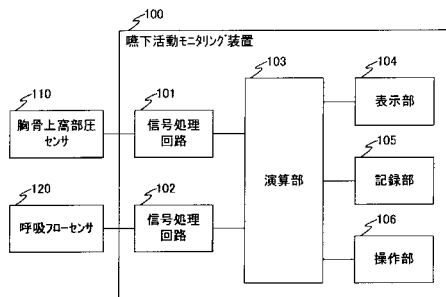 100
嚥下活動モニタリング装置
110
胸骨上窩部圧
センサ
101
信号処理
回路
103
演算部
104
表示部
105
記録部
120
呼吸フローセンサ
102
信号処理
回路
106
操作部